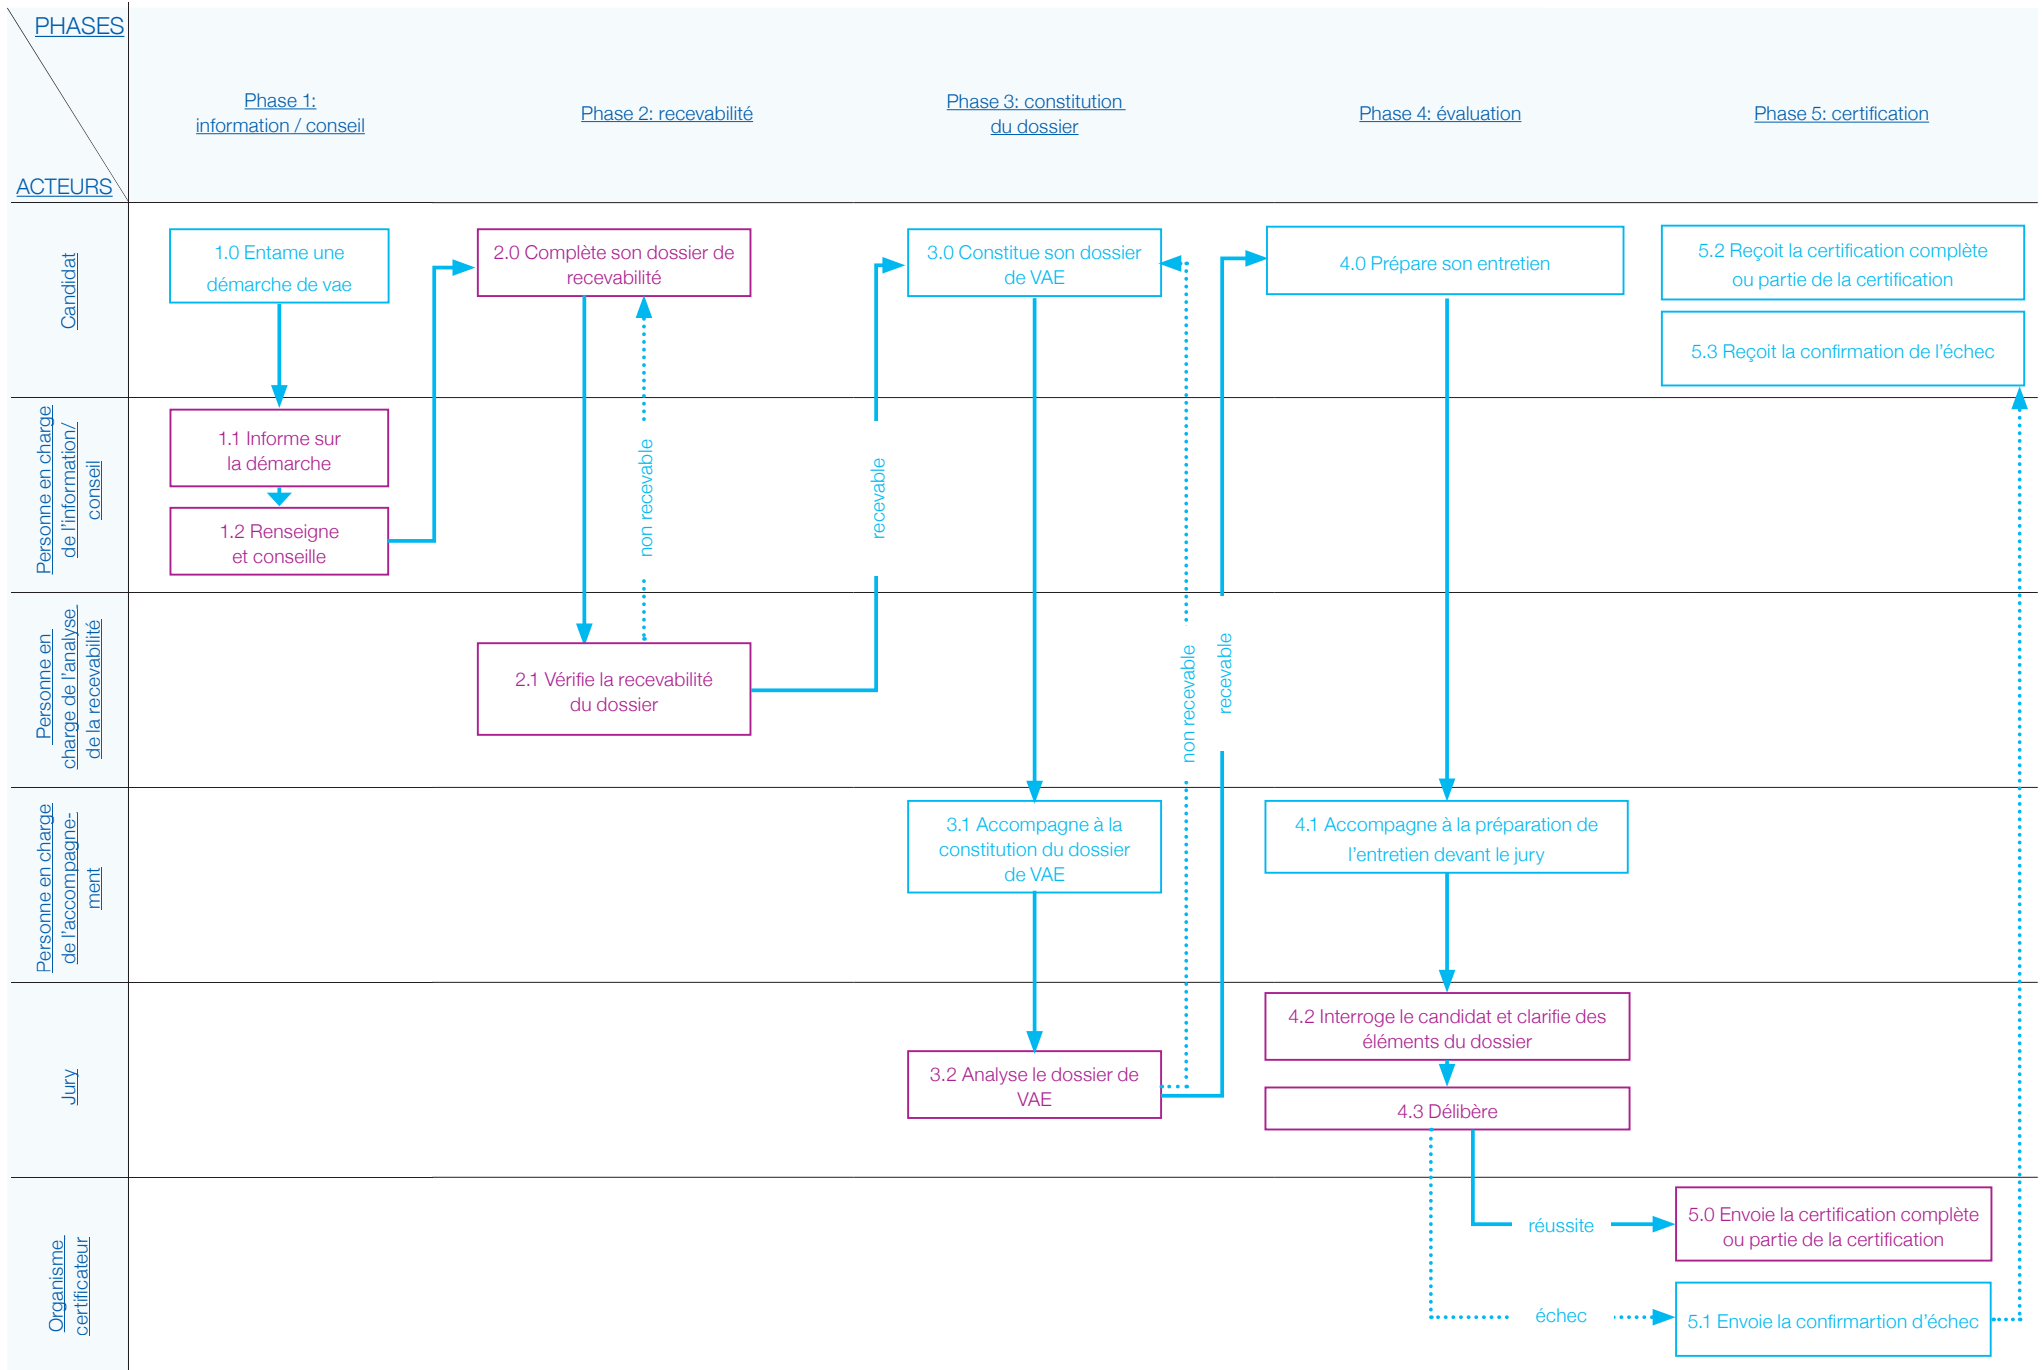 PHASES
ACTEURS
Phase 1:
information / conseil
Phase 2: recevabilité
Phase 3: constitution
du dossier
Phase 4: évaluation
Phase 5: certification
Candidat
1.0 Entame une
démarche de vae
2.0 Complète son dossier de
recevabilité
3.0 Constitue son dossier
de VAE
4.0 Prépare son entretien
5.2 Reçoit la certification complète
ou partie de la certification
5.3 Reçoit la confirmation de l'échec
Personne en charge
de l'information/
conseil
1.1 Informe sur
la démarche
1.2 Renseigne
et conseille
non recevable
recevable
Personne en
charge de l'analyse
de la recevabilité
2.1 Vérifie la recevabilité
du dossier
non recevable
recevable
Personne en charge
de l'accompagne-
ment
3.1 Accompagne à la
constitution du dossier
de VAE
4.1 Accompagne à la préparation de
l'entretien devant le jury
Jury
3.2 Analyse le dossier de
VAE
4.2 Interroge le candidat et clarifie des
éléments du dossier
4.3 Délibère
Organisme
certificateur
réussite
5.0 Envoie la certification complète
ou partie de la certification
échec
5.1 Envoie la confirmartion d'échec